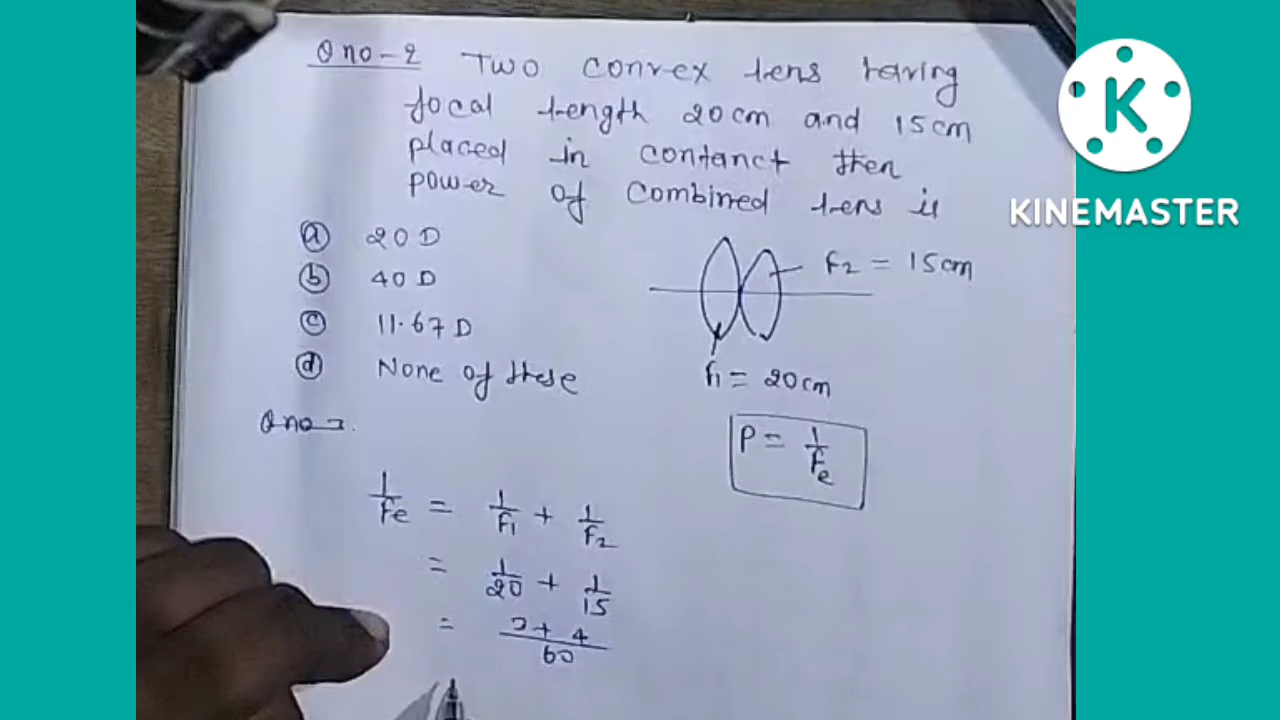 Q no-2 Two convex lens having
focal length 20cm and 15cm
placed in contanct then
power of combined lens is
ⓐ 20 D
ⓑ 40 D
ⓒ 11.67 D
ⓓ None of these
F2 = 15cm
f1 = 20cm
P = 1/Fe
1/Fe = 1/F1 + 1/F2
= 1/20 + 1/15
= 3+4/60
K
KINEMASTER